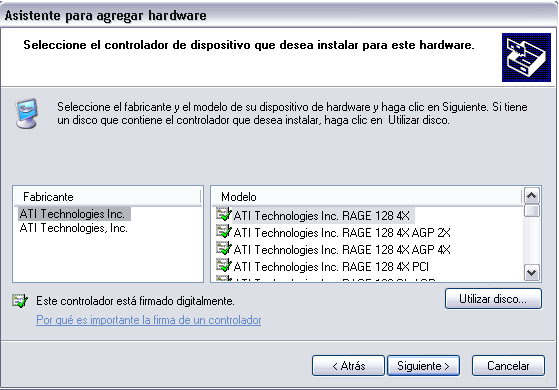 Asistente para agregar hardware
Seleccione el controlador de dispositivo que desea instalar para este hardware.
Seleccione el fabricante y el modelo de su dispositivo de hardware y haga clic en Siguiente. Si tiene
un disco que contiene el controlador que desea instalar, haga clic en Utilizar disco.
Fabricante
ATI Technologies Inc.
ATI Technologies, Inc.
Modelo
ATI Technologies Inc. RAGE 128 4X
ATI Technologies Inc. RAGE 128 4X AGP 2X
ATI Technologies Inc. RAGE 128 4X AGP 4X
ATI Technologies Inc. RAGE 128 4X PCI
Este controlador está firmado digitalmente.
Por qué es importante la firma de un controlador
Utilizar disco...
< Atrás
Siguiente >
Cancelar